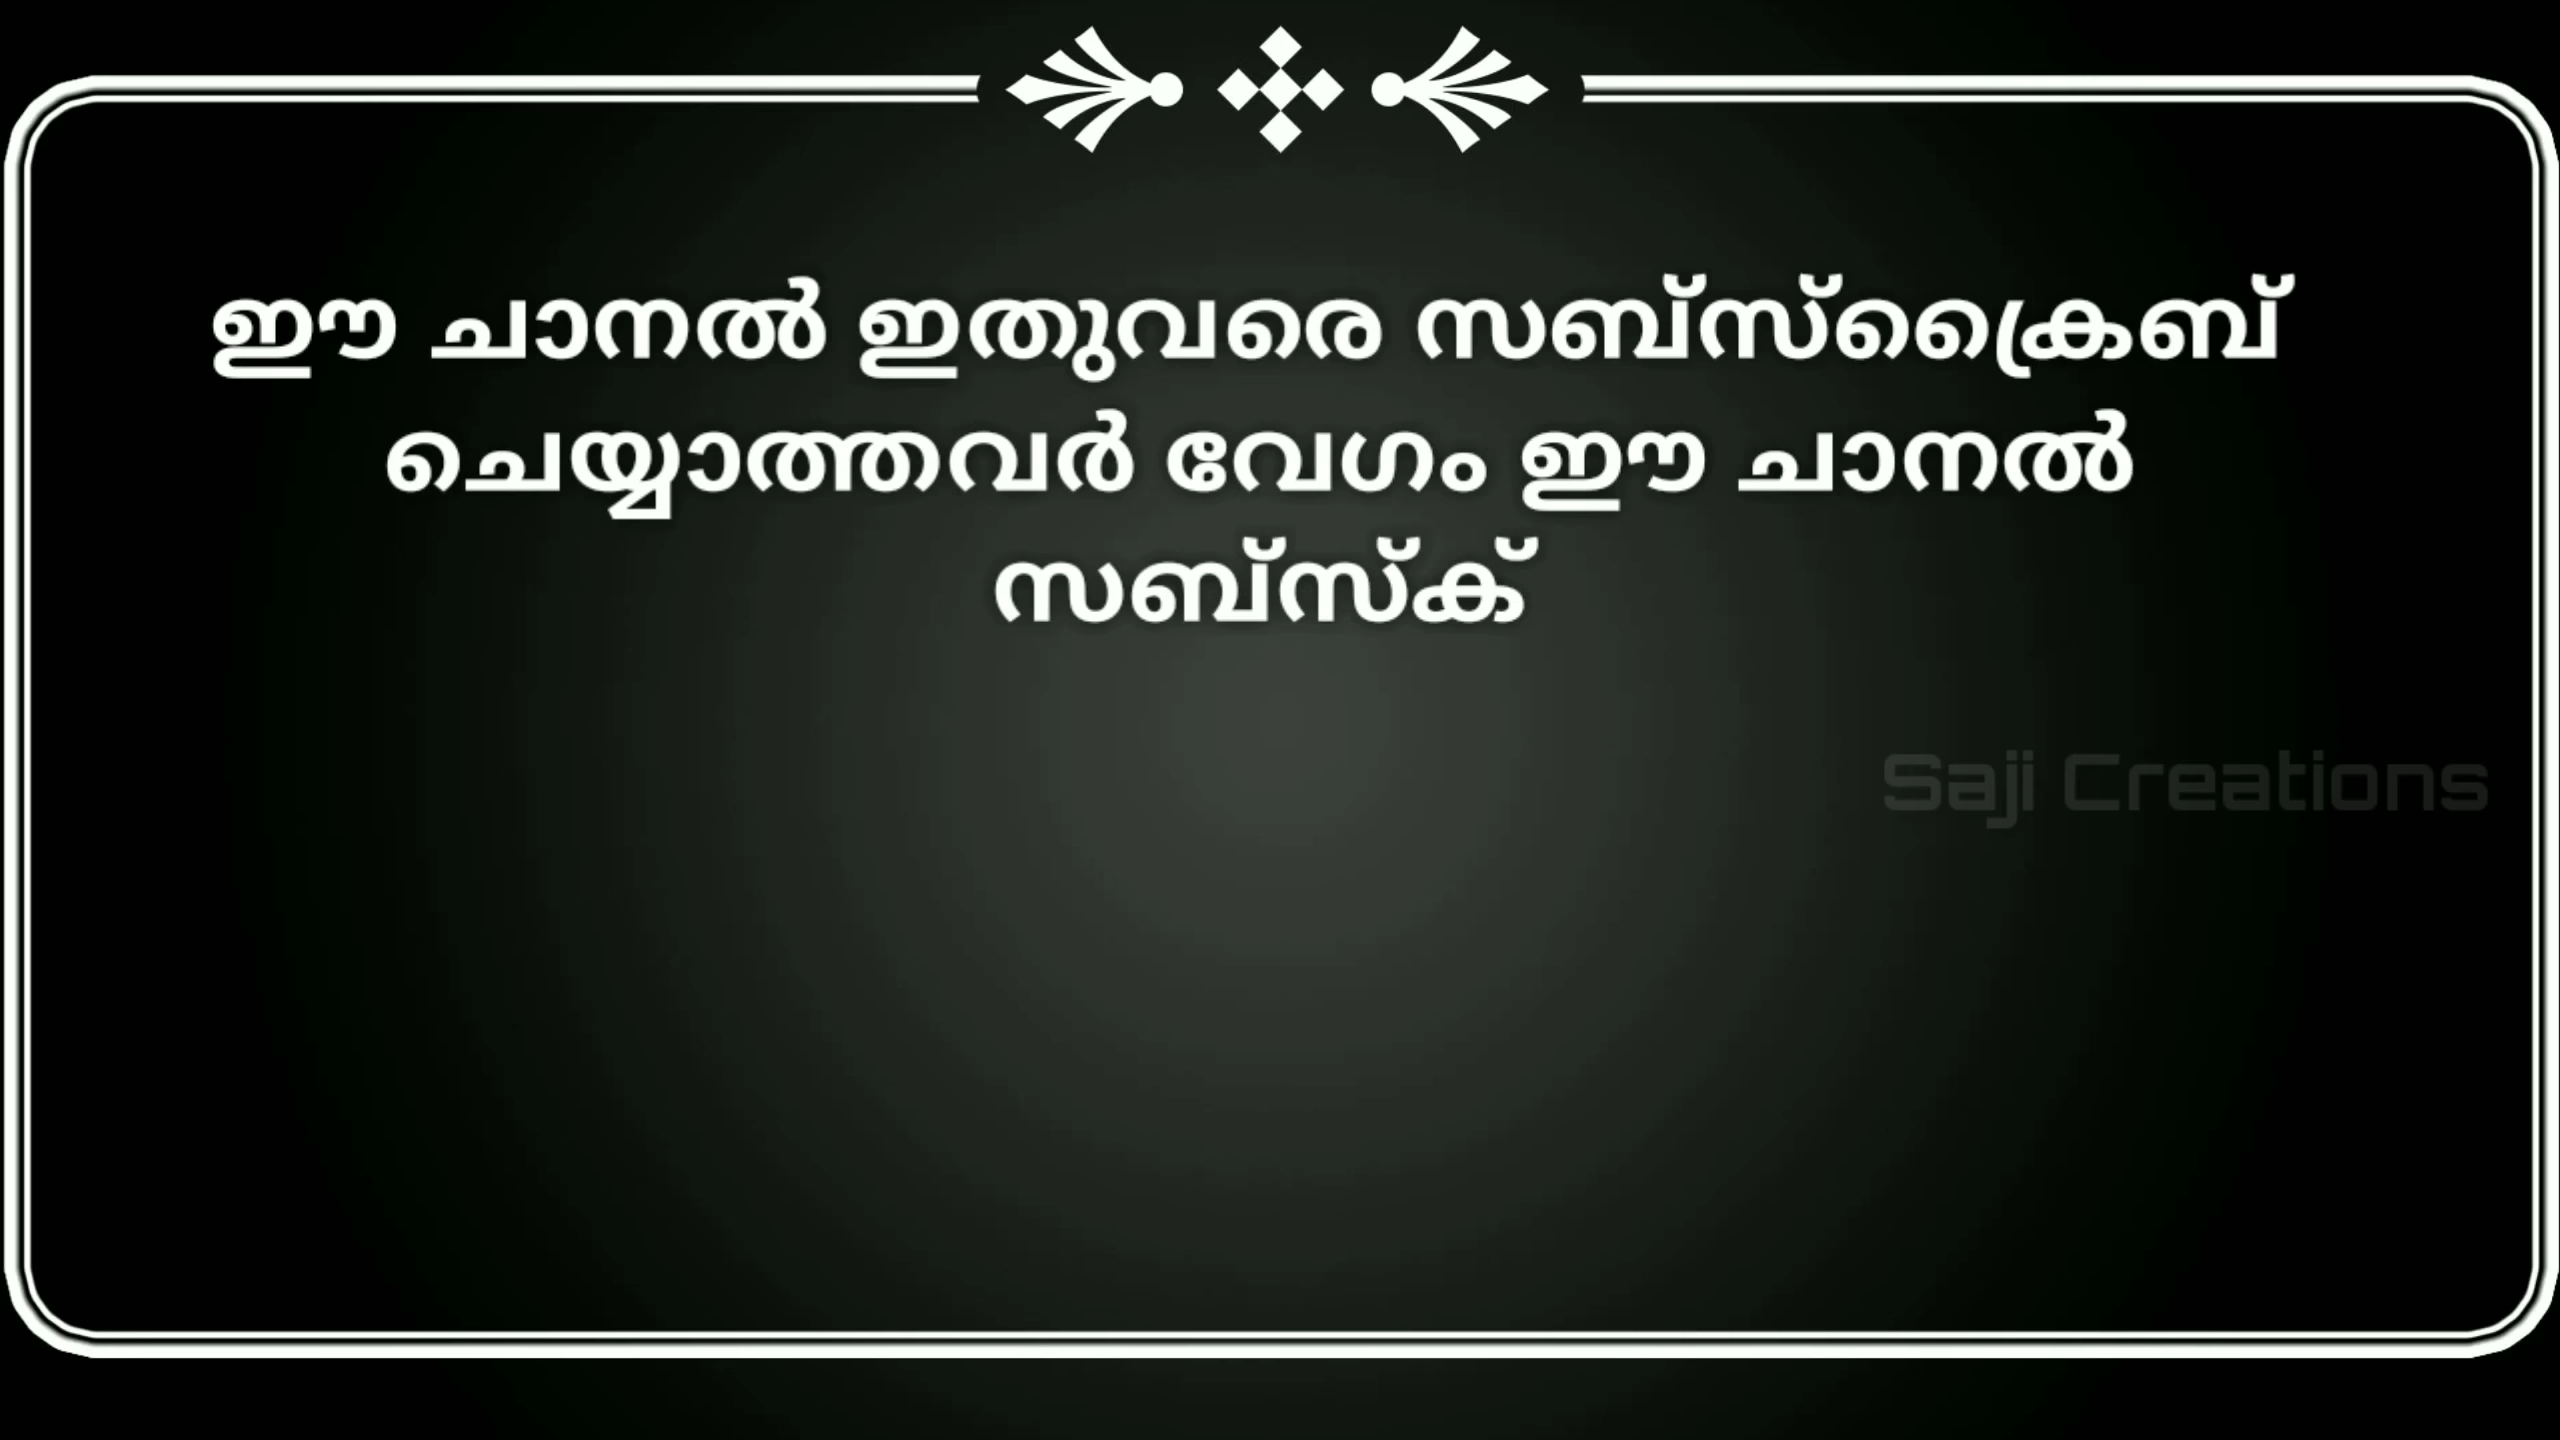 ഈ ചാനൽ ഇതുവരെ സബ്സ്ക്രൈബ്
ചെയ്യാത്തവർ വേഗം ഈ ചാനൽ
സബ്സ്ക്
Saji Creations